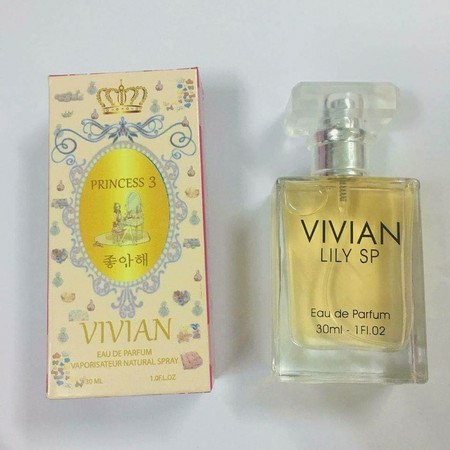 PRINCESS 3
좋아해
VIVIAN
EAU DE PARFUM
VAPORISATEUR NATURAL SPRAY
30 ML 1.0FL.OZ
VIVIAN
LILY SP
Eau de Parfum
30ml - 1Fl.02